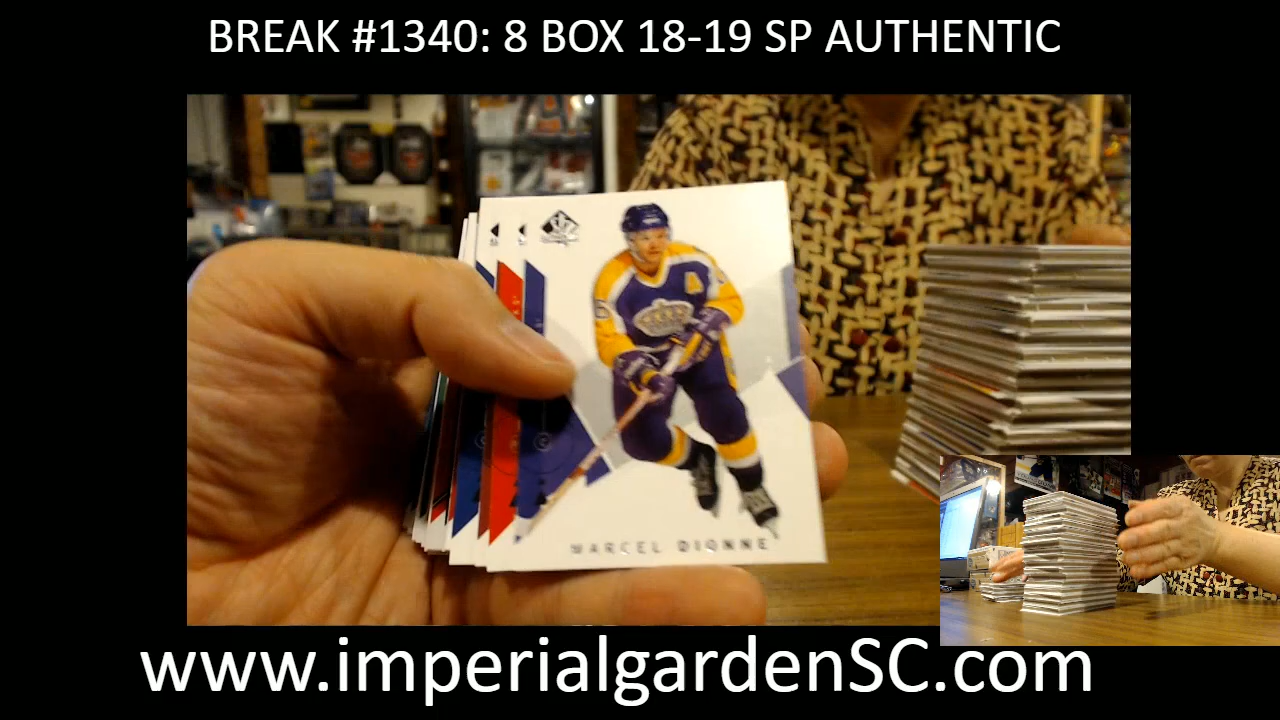 BREAK #1340: 8 BOX 18-19 SP AUTHENTIC
MARCEL DIONNE
www.imperialgardenSC.com